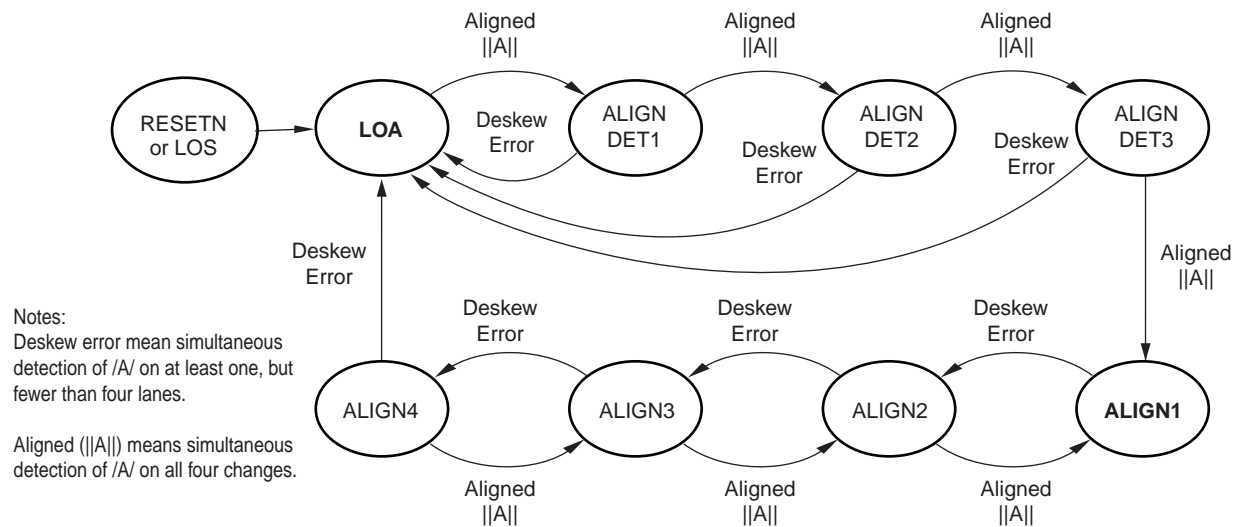 Aligned
||A||
Aligned
||A||
Aligned
||A||
RESETN
or LOS
LOA
Deskew
Error
ALIGN
DET1
Deskew
Error
ALIGN
DET2
Deskew
Error
ALIGN
DET3
Deskew
Error
Aligned
||A||
Notes:
Deskew error mean simultaneous
detection of /A/ on at least one, but
fewer than four lanes.
Aligned (||A||) means simultaneous
detection of /A/ on all four changes.
Deskew
Error
Deskew
Error
Deskew
Error
ALIGN4
ALIGN3
ALIGN2
ALIGN1
Aligned
||A||
Aligned
||A||
Aligned
||A||